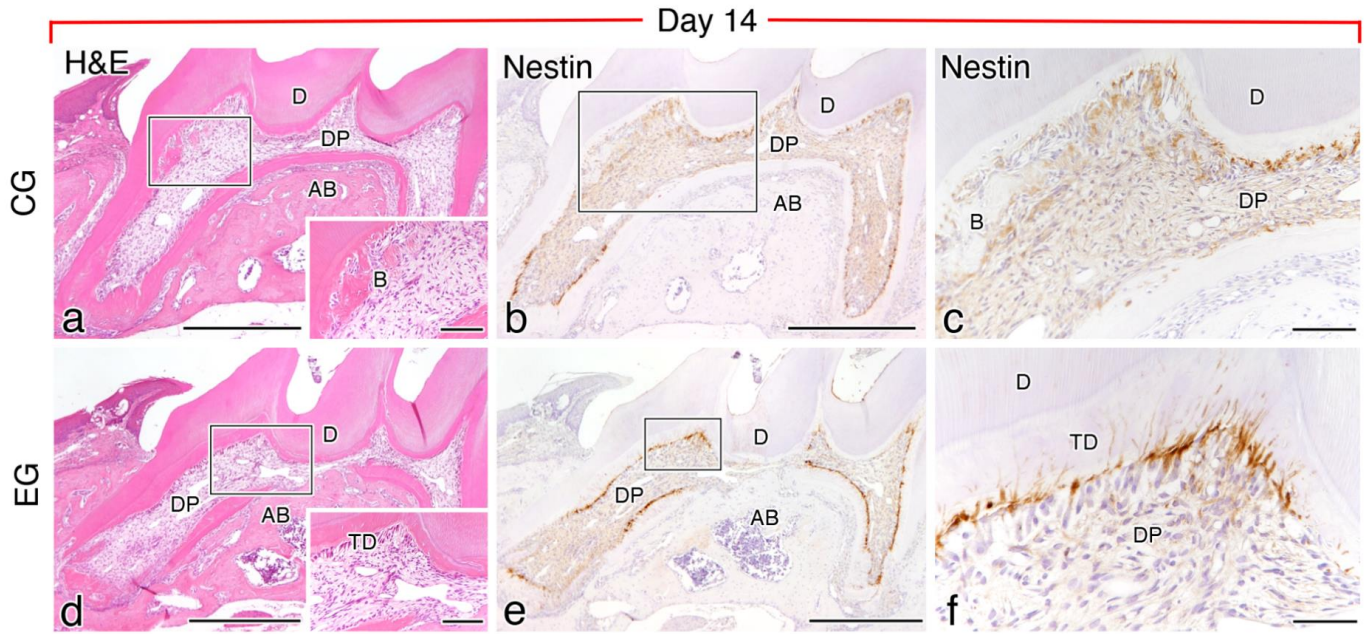 Day 14
CG
H&E
D
DP
AB
B
a
Nestin
D
DP
AB
b
Nestin
D
DP
B
c
EG
D
DP
AB
TD
d
D
DP
AB
e
D
TD
DP
f